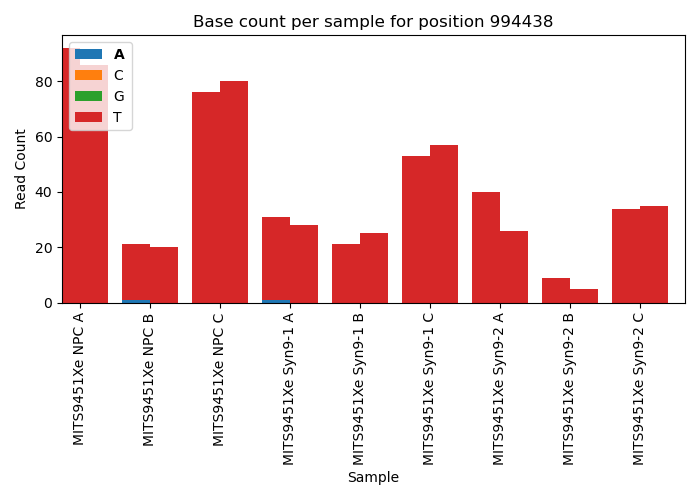 Base count per sample for position 994438
A
C
G
T
Read Count
80
60
40
20
0
MITS9451Xe NPC A
MITS9451Xe NPC B
MITS9451Xe NPC C
MITS9451Xe Syn9-1 A
MITS9451Xe Syn9-1 B
MITS9451Xe Syn9-1 C
MITS9451Xe Syn9-2 A
MITS9451Xe Syn9-2 B
MITS9451Xe Syn9-2 C
Sample